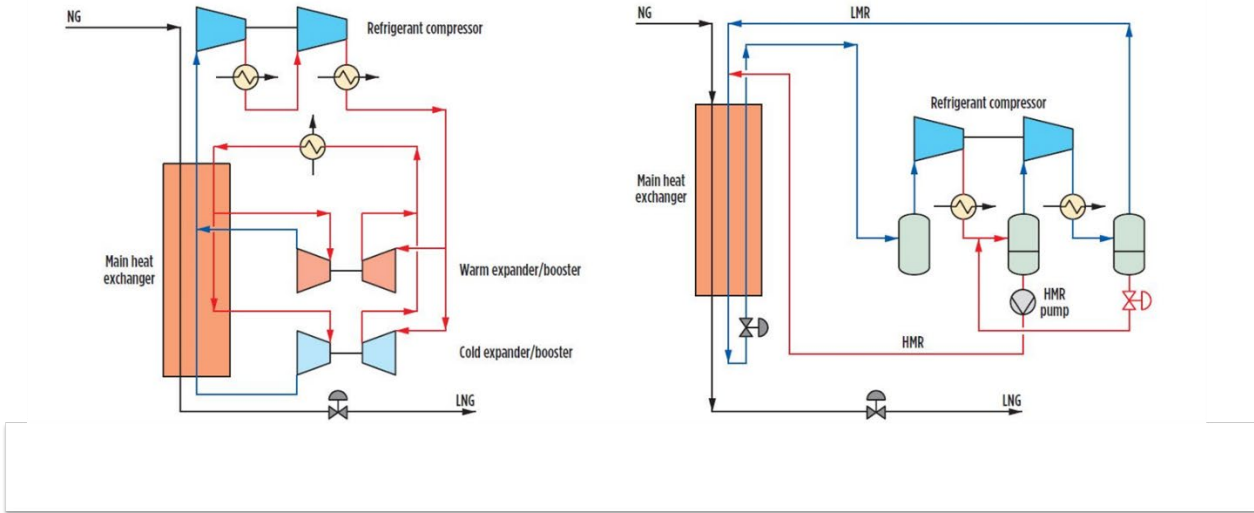 NG
Refrigerant compressor
Main heat
exchanger
Warm expander/booster
Cold expander/booster
LNG
NG
LMR
Refrigerant compressor
Main heat
exchanger
HMR
pump
HMR
LNG